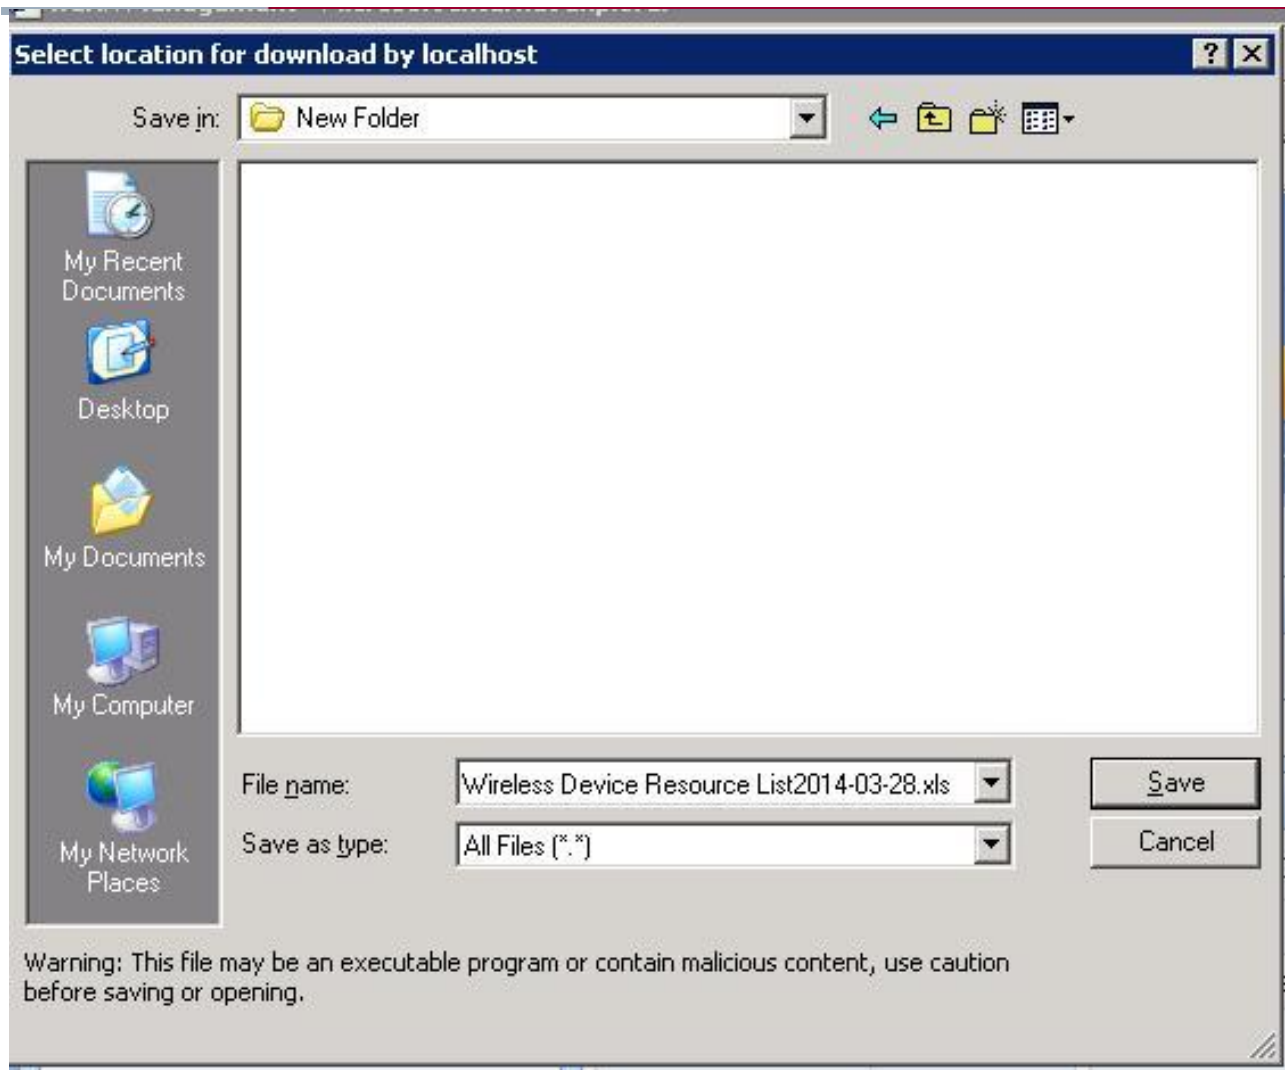 Select location for download by localhost
Save in:
New Folder
My Recent
Documents
Desktop
My Documents
My Computer
My Network
Places
File name:
Wireless Device Resource List2014-03-28.xls
Save
Save as type:
All Files (*.*)
Cancel
Warning: This file may be an executable program or contain malicious content, use caution
before saving or opening.